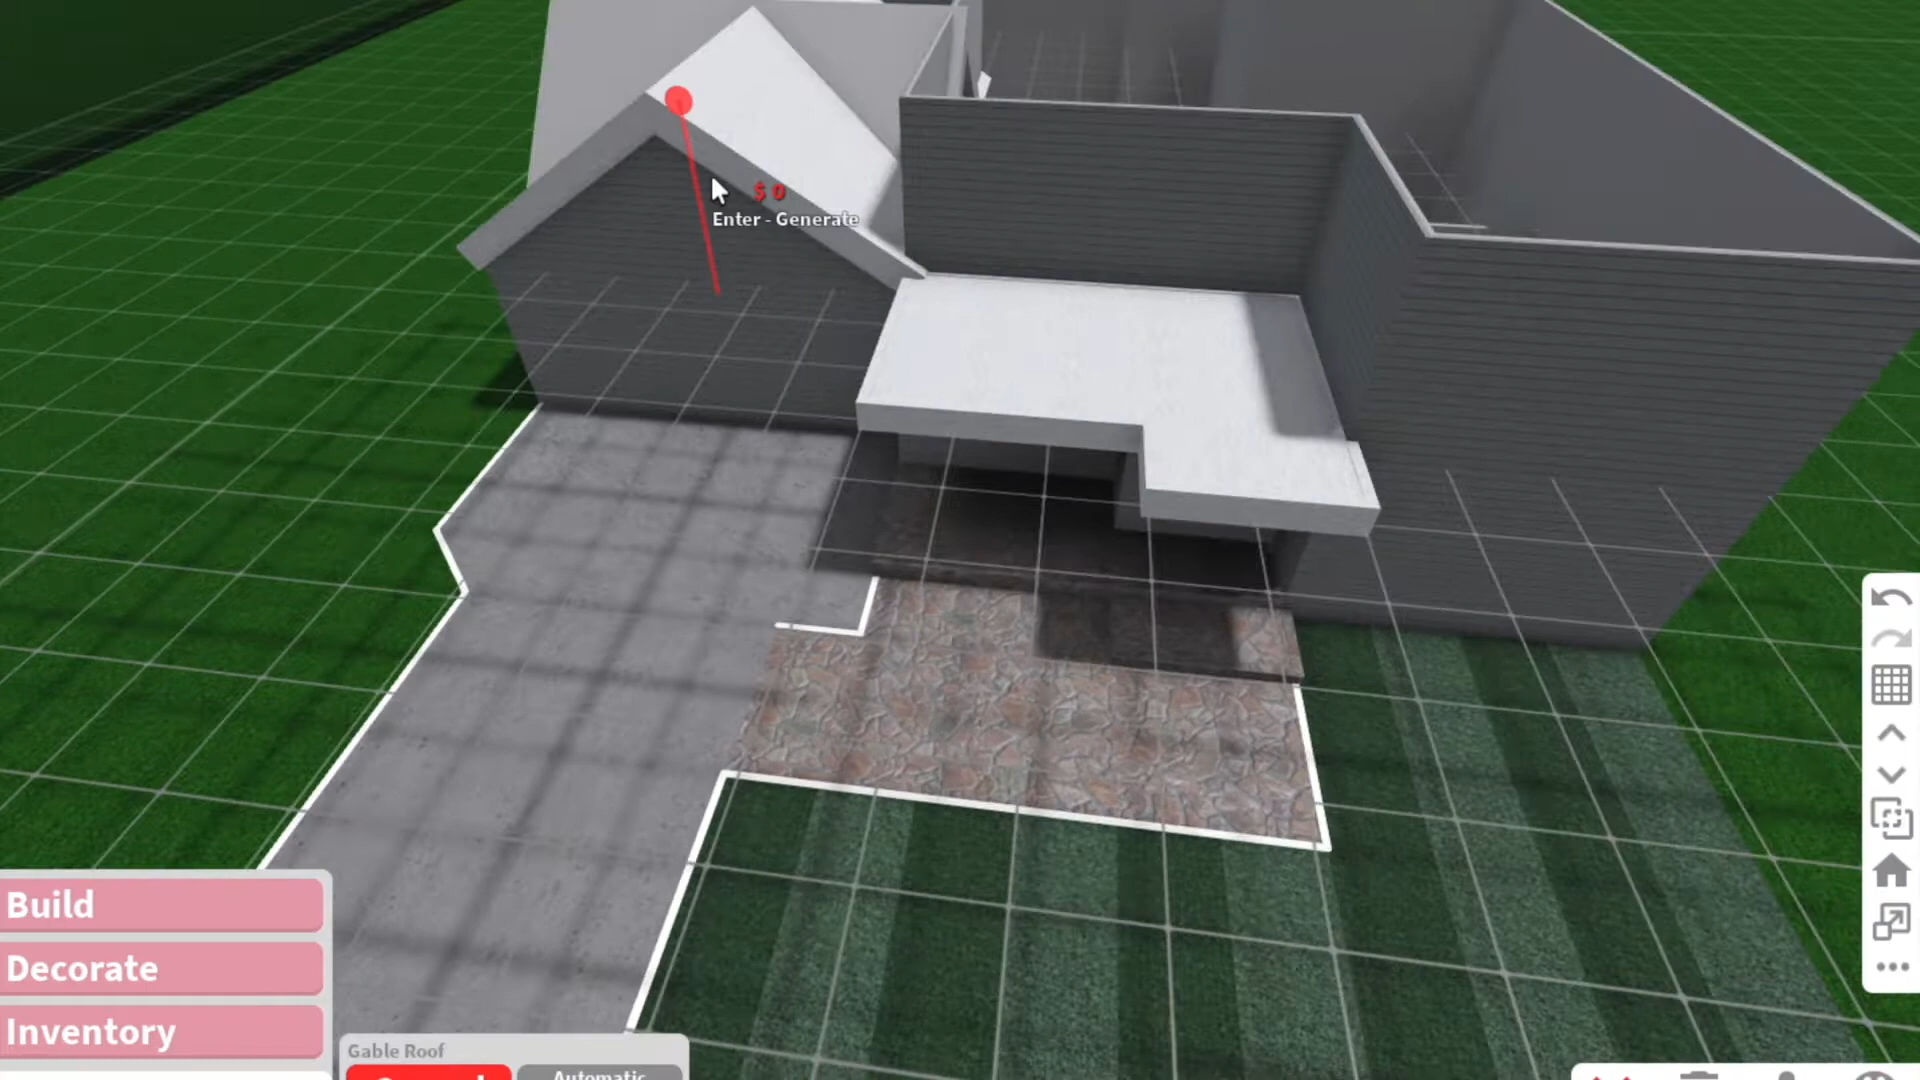 $ 0
Enter - Generate
Build
Decorate
Inventory
Gable Roof
Automatic